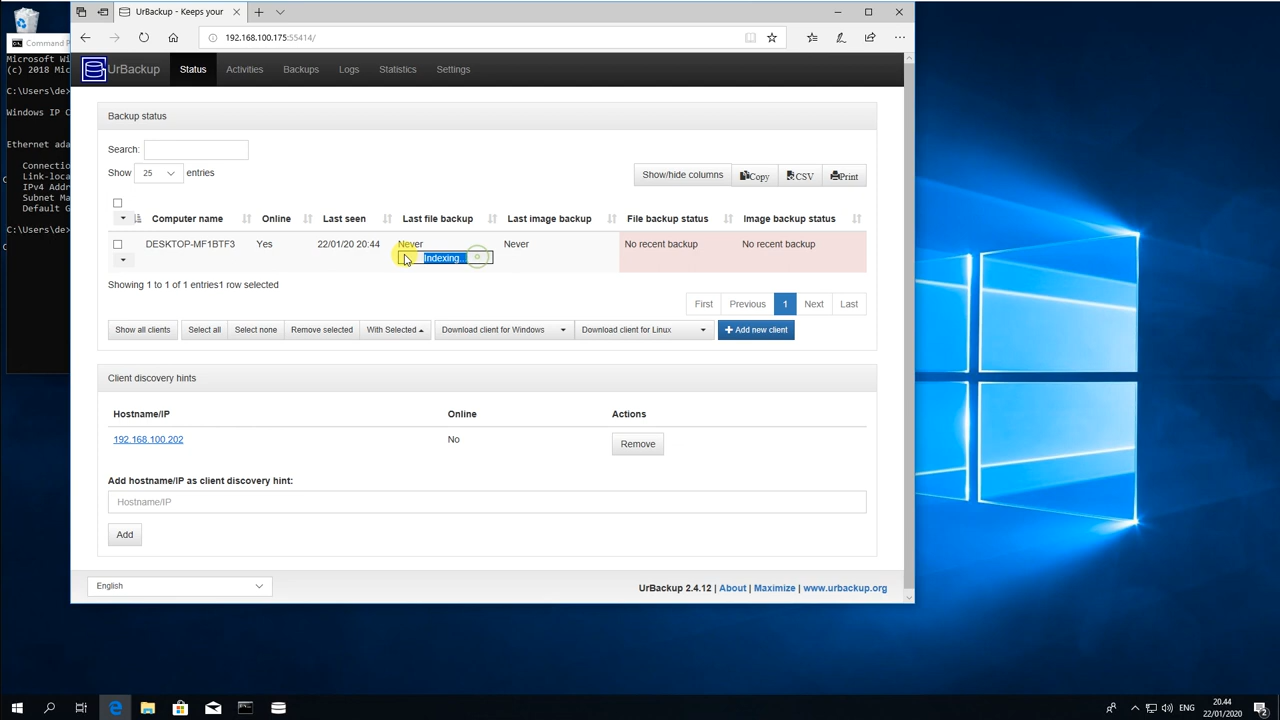 UrBackup - Keeps your
192.168.100.175:55414/
Command P
Microsoft Wi
(c) 2018 Mic
C:\Users\de>
Windows IP C
Ethernet ada
Connectio
Link-loca
IPv4 Addr
Subnet Ma
Default G
C:\Users\de>
UrBackup Status Activities Backups Logs Statistics Settings
Backup status
Search:
Show 25 entries
Show/hide columns Copy CSV Print
Computer name Online Last seen Last file backup Last image backup File backup status Image backup status
DESKTOP-MF1BTF3 Yes 22/01/20 20:44 Never Never No recent backup No recent backup
Indexing...
Showing 1 to 1 of 1 entries1 row selected
First Previous 1 Next Last
Show all clients Select all Select none Remove selected With Selected Download client for Windows Download client for Linux + Add new client
Client discovery hints
Hostname/IP Online Actions
192.168.100.202 No Remove
Add hostname/IP as client discovery hint:
Hostname/IP
Add
English
UrBackup 2.4.12 | About | Maximize | www.urbackup.org
ENG
20.44
22/01/2020
2